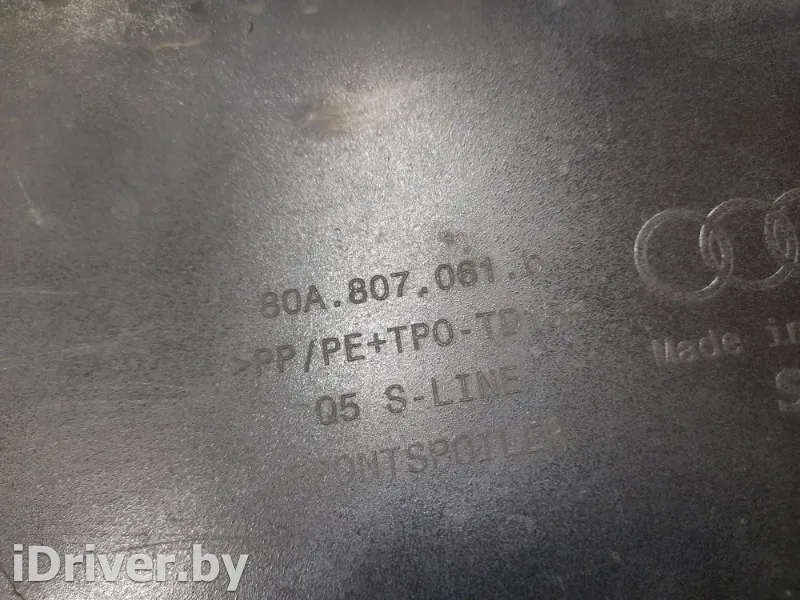 80A.807.061.
>PP/PE+TPO-TD
Q5 S-LINE
FRONTSPOILER
Made in
iDriver.by